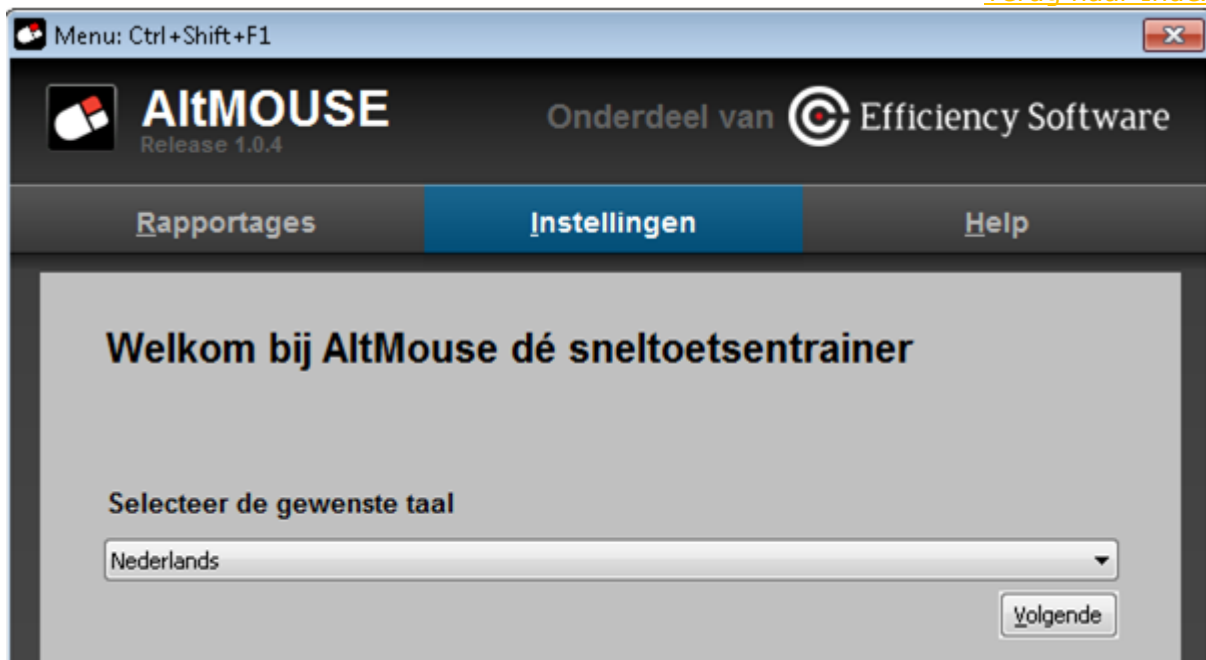 Menu: Ctrl+Shift+F1
AltMOUSE
Onderdeel van Efficiency Software
Release 1.0.4
Rapportages Instellingen Help
Welkom bij AltMouse dé sneltoetsentrainer
Selecteer de gewenste taal
Nederlands
Volgende